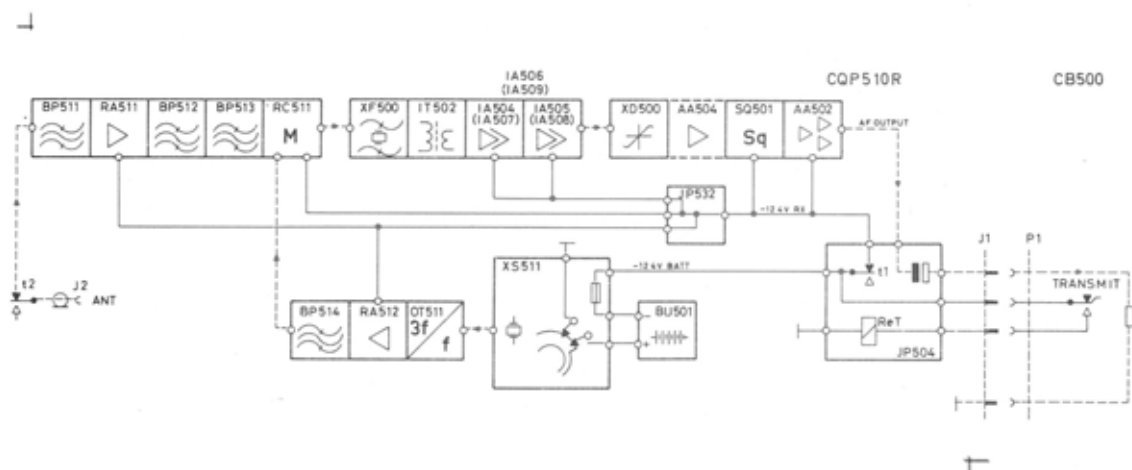 IA506
(IA509)
CQP510R
CB500
BP511
RA511
BP512
BP513
RC511
M
XF500
IT502
IA504
(IA507)
IA505
(IA508)
XD500
AA504
SQ501
Sq
AA502
AF OUTPUT
JP532
-12.4V RX
XS511
-12.4V BATT
t1
J1
P1
t2
J2
ANT
TRANSMIT
BP514
RA512
OT511
3f
f
BU501
-
+
ReT
JP504